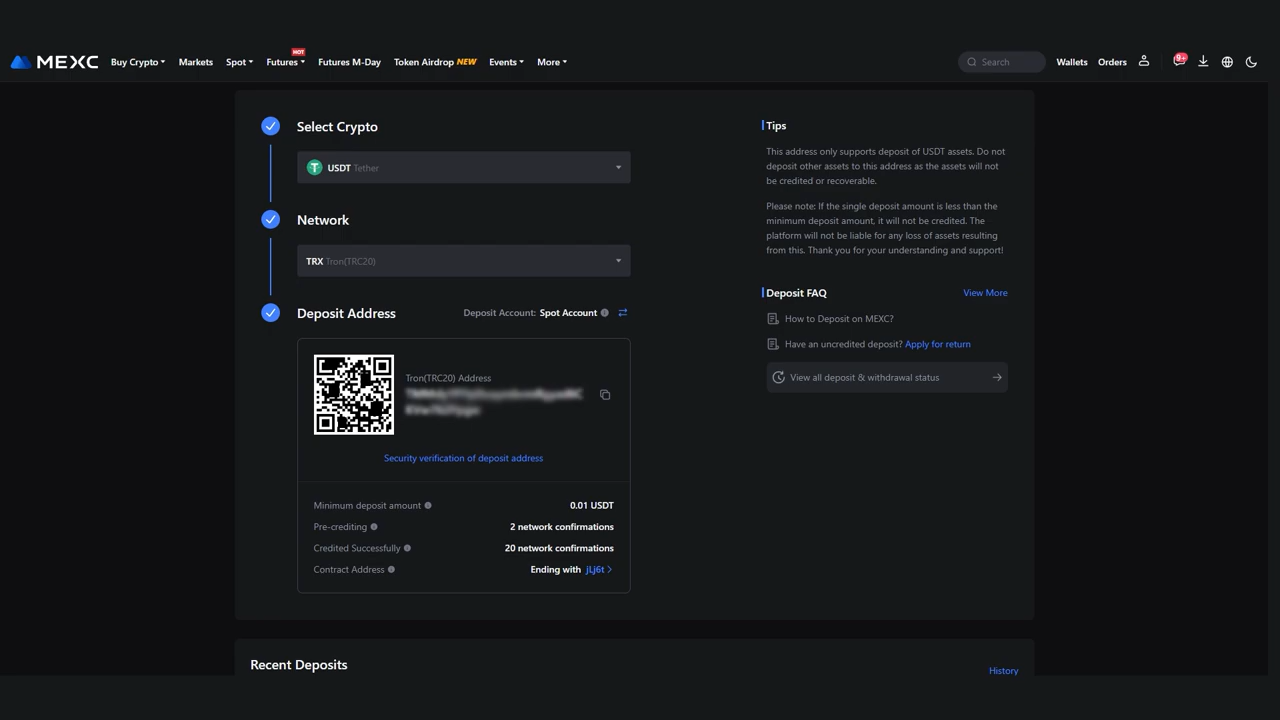 MEXC Buy Crypto Markets Spot Futures HOT Futures M-Day Token Airdrop NEW Events More Search Wallets Orders 9+
Select Crypto
USDT Tether
Network
TRX Tron(TRC20)
Deposit Address Deposit Account: Spot Account
Tron(TRC20) Address
Security verification of deposit address
Minimum deposit amount 0.01 USDT
Pre-crediting 2 network confirmations
Credited Successfully 20 network confirmations
Contract Address Ending with jLj6t
Tips
This address only supports deposit of USDT assets. Do not
deposit other assets to this address as the assets will not
be credited or recoverable.
Please note: If the single deposit amount is less than the
minimum deposit amount, it will not be credited. The
platform will not be liable for any loss of assets resulting
from this. Thank you for your understanding and support!
Deposit FAQ View More
How to Deposit on MEXC?
Have an uncredited deposit? Apply for return
View all deposit & withdrawal status
Recent Deposits History